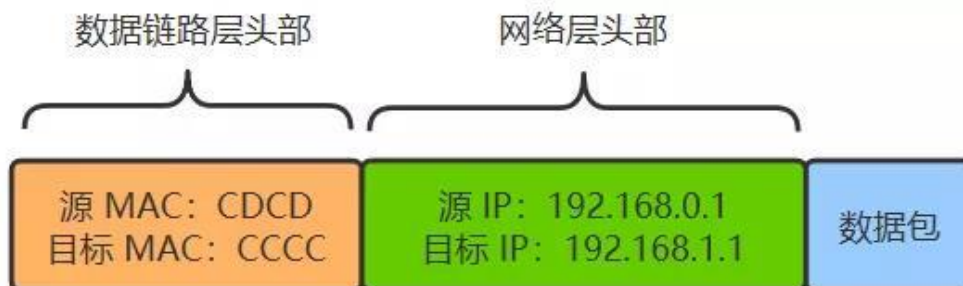 数据链路层头部
网络层头部
源 MAC：CDCD
目标 MAC：CCCC
源 IP：192.168.0.1
目标 IP：192.168.1.1
数据包